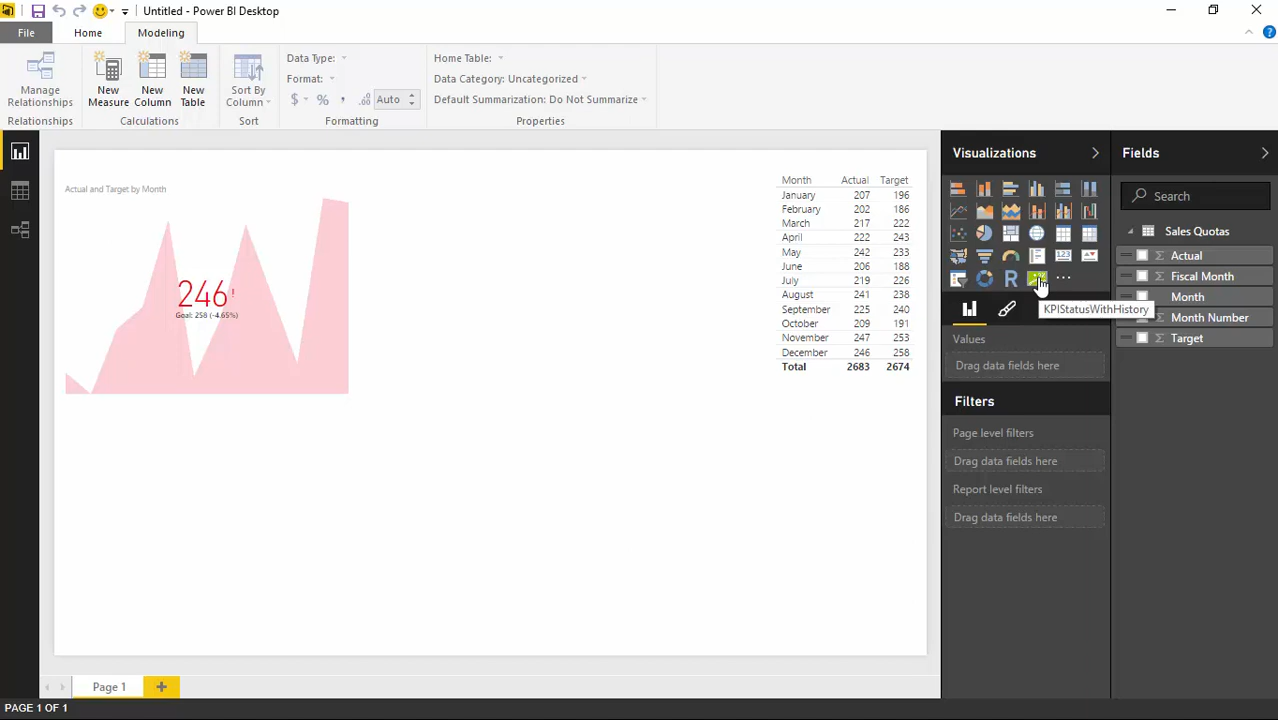 Untitled - Power BI Desktop
File
Home
Modeling
Manage
Relationships
Relationships
New
Measure
New
Column
New
Table
Calculations
Sort By
Column
Sort
Data Type:
Format:
$ % , .00 Auto
Formatting
Home Table:
Data Category: Uncategorized
Default Summarization: Do Not Summarize
Properties
Actual and Target by Month
246!
Goal: 258 (-4.65%)
Month Actual Target
January 207 196
February 202 186
March 217 222
April 222 243
May 242 233
June 206 188
July 219 226
August 241 238
September 225 240
October 209 191
November 247 253
December 246 258
Total 2683 2674
Visualizations
123
R
KPIStatusWithHistory
Values
Drag data fields here
Filters
Page level filters
Drag data fields here
Report level filters
Drag data fields here
Fields
Search
Sales Quotas
Actual
Fiscal Month
Month
Month Number
Target
Page 1
PAGE 1 OF 1